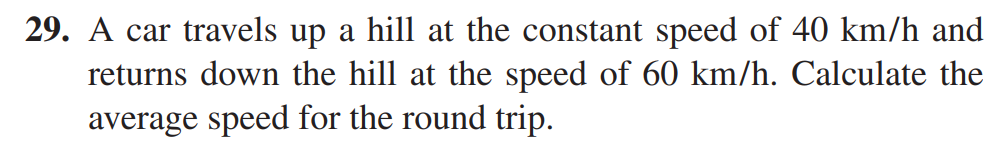 29. A car travels up a hill at the constant speed of 40 km/h and
returns down the hill at the speed of 60 km/h. Calculate the
average speed for the round trip.